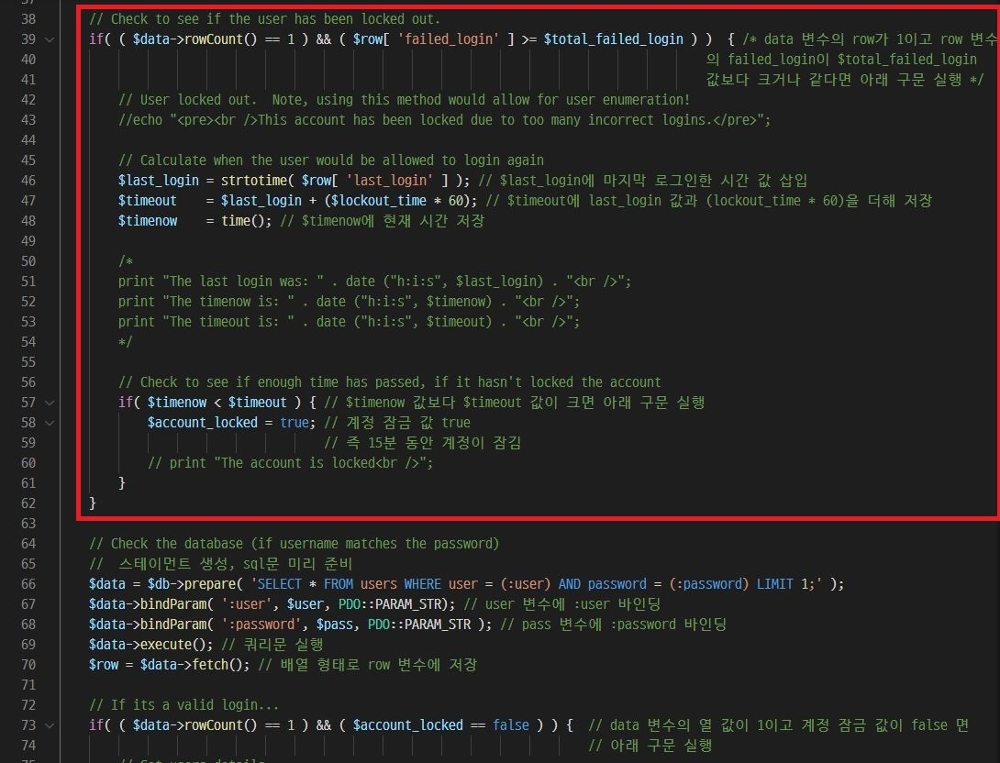 38 // Check to see if the user has been locked out.
39 if( ( $data->rowCount() == 1 ) && ( $row[ 'failed_login' ] >= $total_failed_login ) )  { /* data 변수의 row가 1이고 row 변수
40 의 failed_login이 $total_failed_login
41 값보다 크거나 같다면 아래 구문 실행 */
42 // User locked out.  Note, using this method would allow for user enumeration!
43 //echo "<pre><br />This account has been locked due to too many incorrect logins.</pre>";
44
45 // Calculate when the user would be allowed to login again
46 $last_login = strtotime( $row[ 'last_login' ] ); // $last_login에 마지막 로그인한 시간 값 삽입
47 $timeout    = $last_login + ($lockout_time * 60); // $timeout에 last_login 값과 (lockout_time * 60)을 더해 저장
48 $timenow    = time(); // $timenow에 현재 시간 저장
49
50 /*
51 print "The last login was: " . date ("h:i:s", $last_login) . "<br />";
52 print "The timenow is: " . date ("h:i:s", $timenow) . "<br />";
53 print "The timeout is: " . date ("h:i:s", $timeout) . "<br />";
54 */
55
56 // Check to see if enough time has passed, if it hasn't locked the account
57 if( $timenow < $timeout ) { // $timenow 값보다 $timeout 값이 크면 아래 구문 실행
58 $account_locked = true; // 계정 잠금 값 true
59 // 즉 15분 동안 계정이 잠김
60 // print "The account is locked<br />";
61 }
62 }
63
64 // Check the database (if username matches the password)
65 //  스테이먼트 생성, sql문 미리 준비
66 $data = $db->prepare( 'SELECT * FROM users WHERE user = (:user) AND password = (:password) LIMIT 1;' );
67 $data->bindParam( ':user', $user, PDO::PARAM_STR); // user 변수에 :user 바인딩
68 $data->bindParam( ':password', $pass, PDO::PARAM_STR ); // pass 변수에 :password 바인딩
69 $data->execute(); // 쿼리문 실행
70 $row = $data->fetch(); // 배열 형태로 row 변수에 저장
71
72 // If its a valid login...
73 if( ( $data->rowCount() == 1 ) && ( $account_locked == false ) ) {  // data 변수의 열 값이 1이고 계정 잠금 값이 false 면
74 // 아래 구문 실행